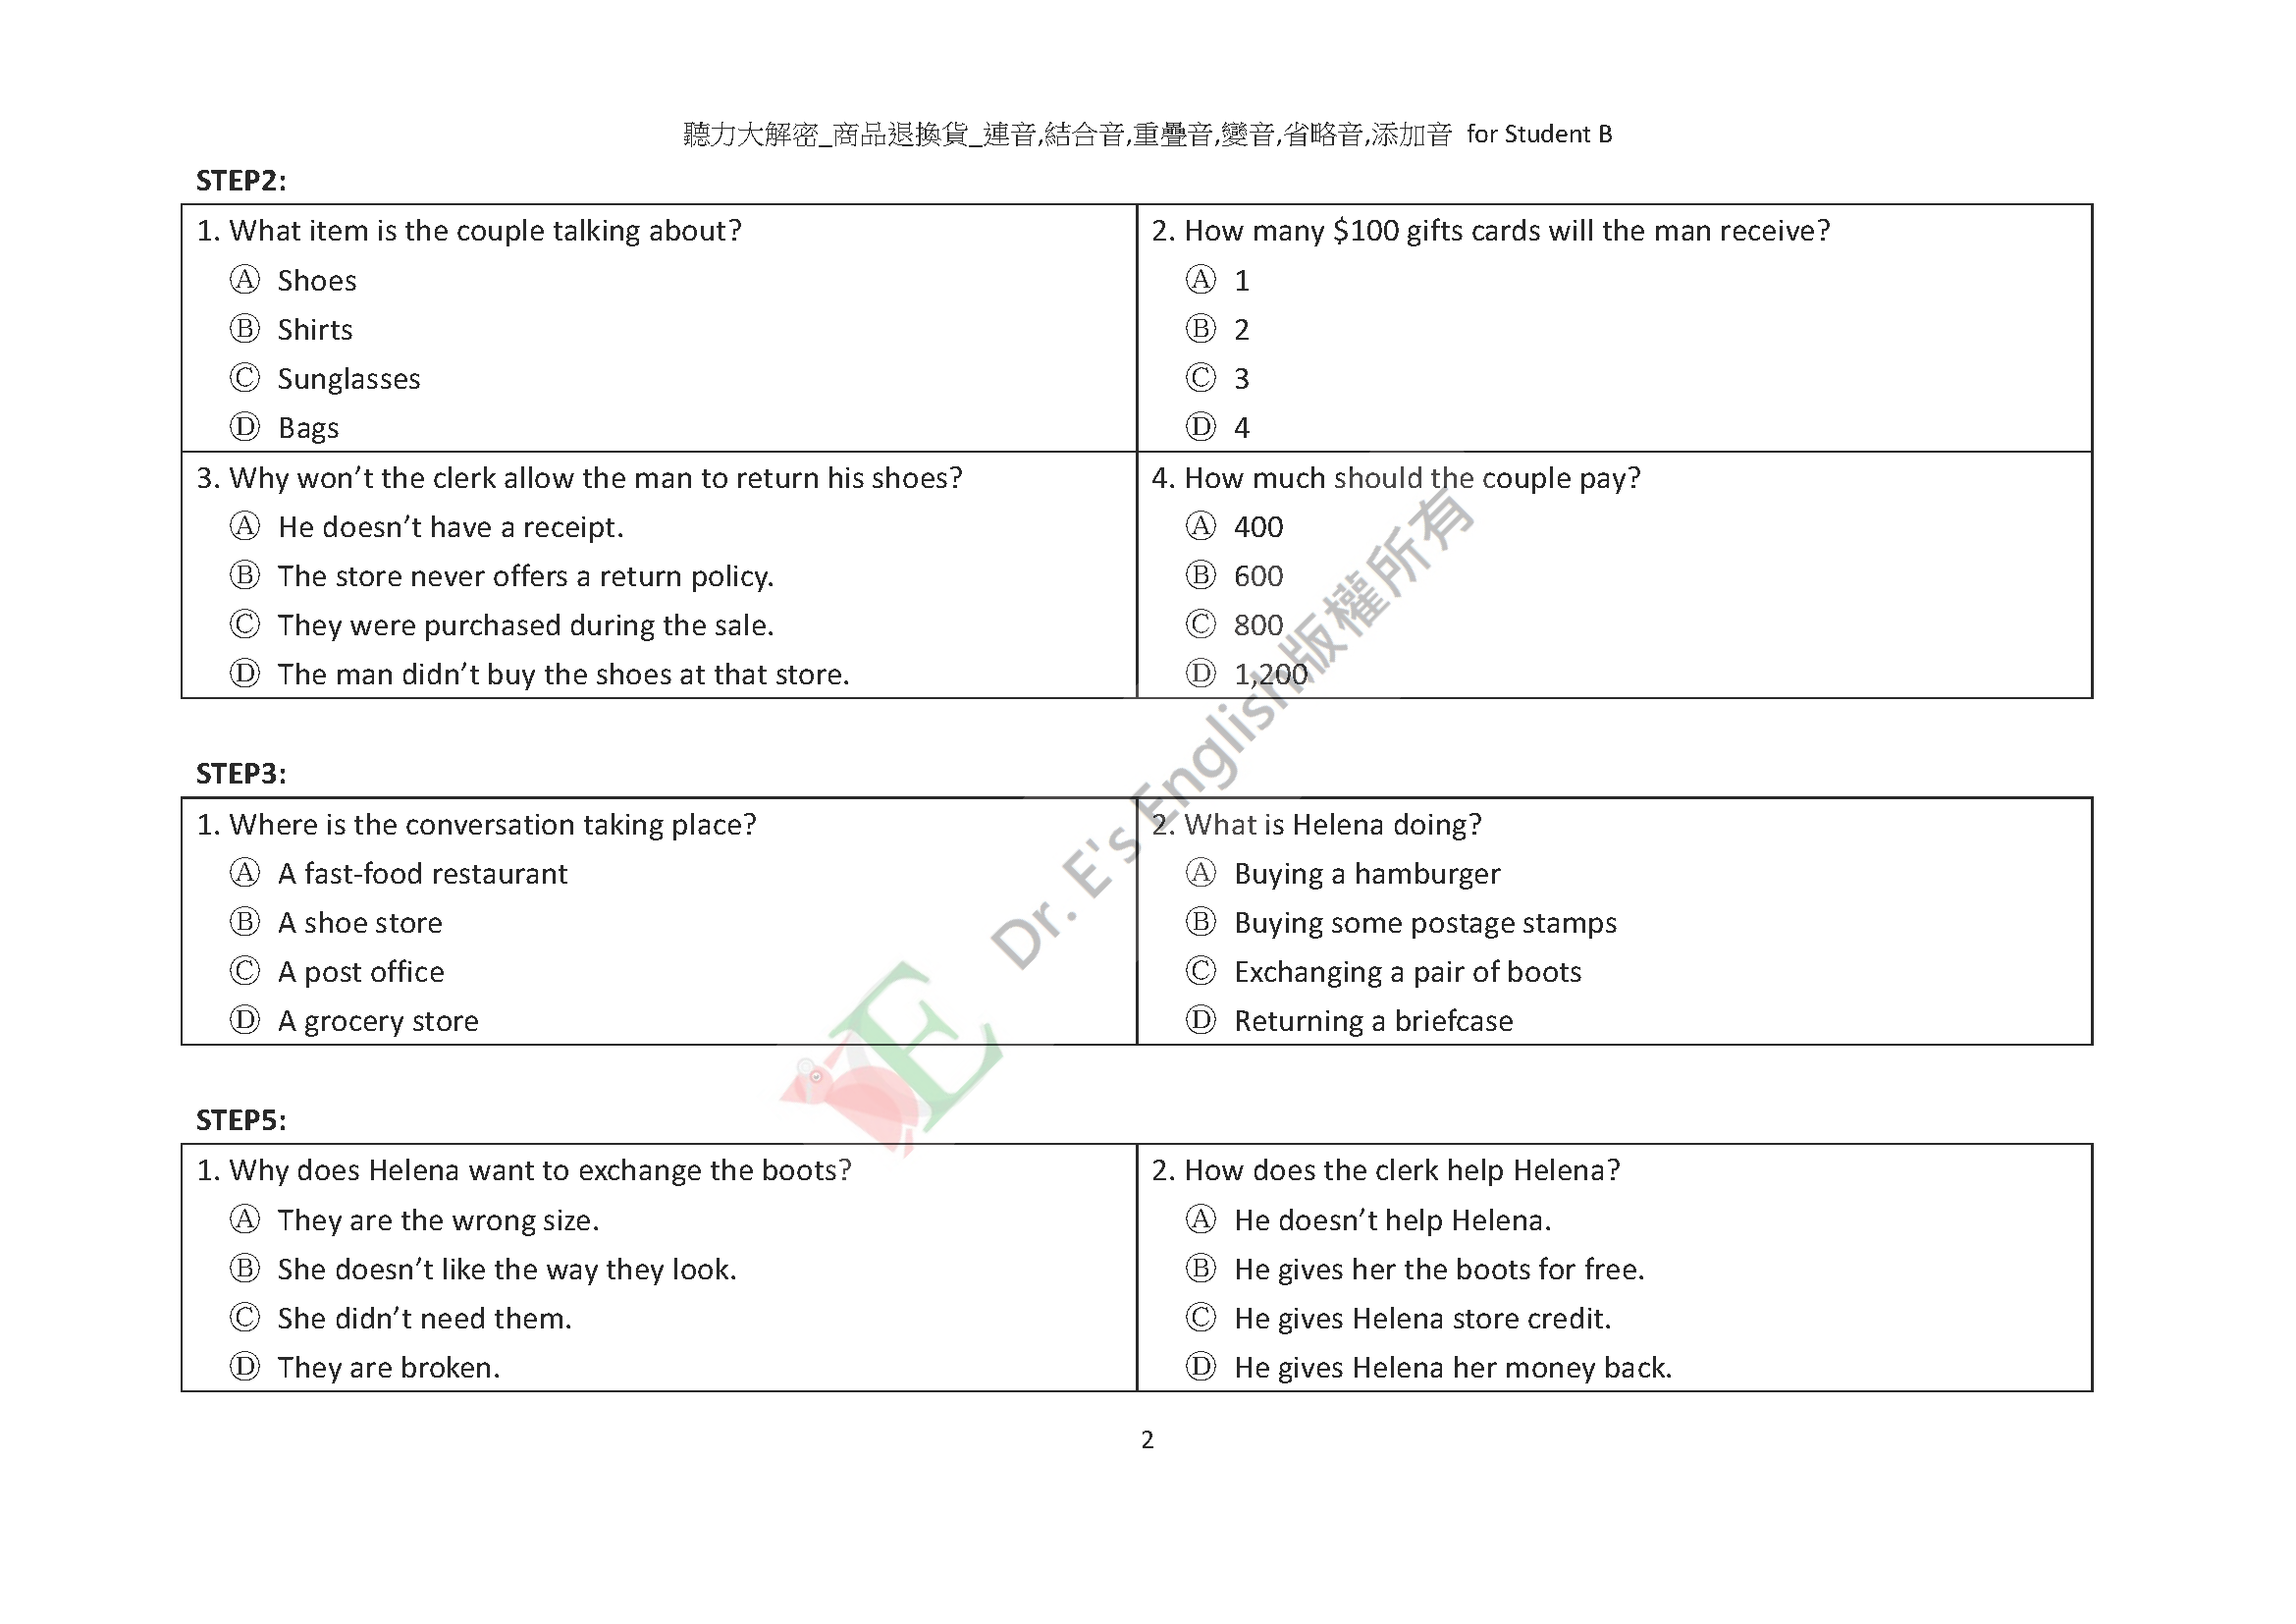 聽力大解密_商品退換貨_連音,結合音,重疊音,變音,省略音,添加音 for Student B
STEP2:
1. What item is the couple talking about?
Ⓐ Shoes
Ⓑ Shirts
Ⓒ Sunglasses
Ⓓ Bags
2. How many $100 gifts cards will the man receive?
Ⓐ 1
Ⓑ 2
Ⓒ 3
Ⓓ 4
3. Why won’t the clerk allow the man to return his shoes?
Ⓐ He doesn’t have a receipt.
Ⓑ The store never offers a return policy.
Ⓒ They were purchased during the sale.
Ⓓ The man didn’t buy the shoes at that store.
4. How much should the couple pay?
Ⓐ 400
Ⓑ 600
Ⓒ 800
Ⓓ 1,200
STEP3:
1. Where is the conversation taking place?
Ⓐ A fast-food restaurant
Ⓑ A shoe store
Ⓒ A post office
Ⓓ A grocery store
2. What is Helena doing?
Ⓐ Buying a hamburger
Ⓑ Buying some postage stamps
Ⓒ Exchanging a pair of boots
Ⓓ Returning a briefcase
STEP5:
1. Why does Helena want to exchange the boots?
Ⓐ They are the wrong size.
Ⓑ She doesn’t like the way they look.
Ⓒ She didn’t need them.
Ⓓ They are broken.
2. How does the clerk help Helena?
Ⓐ He doesn’t help Helena.
Ⓑ He gives her the boots for free.
Ⓒ He gives Helena store credit.
Ⓓ He gives Helena her money back.
E Dr. E's English版權所有
2